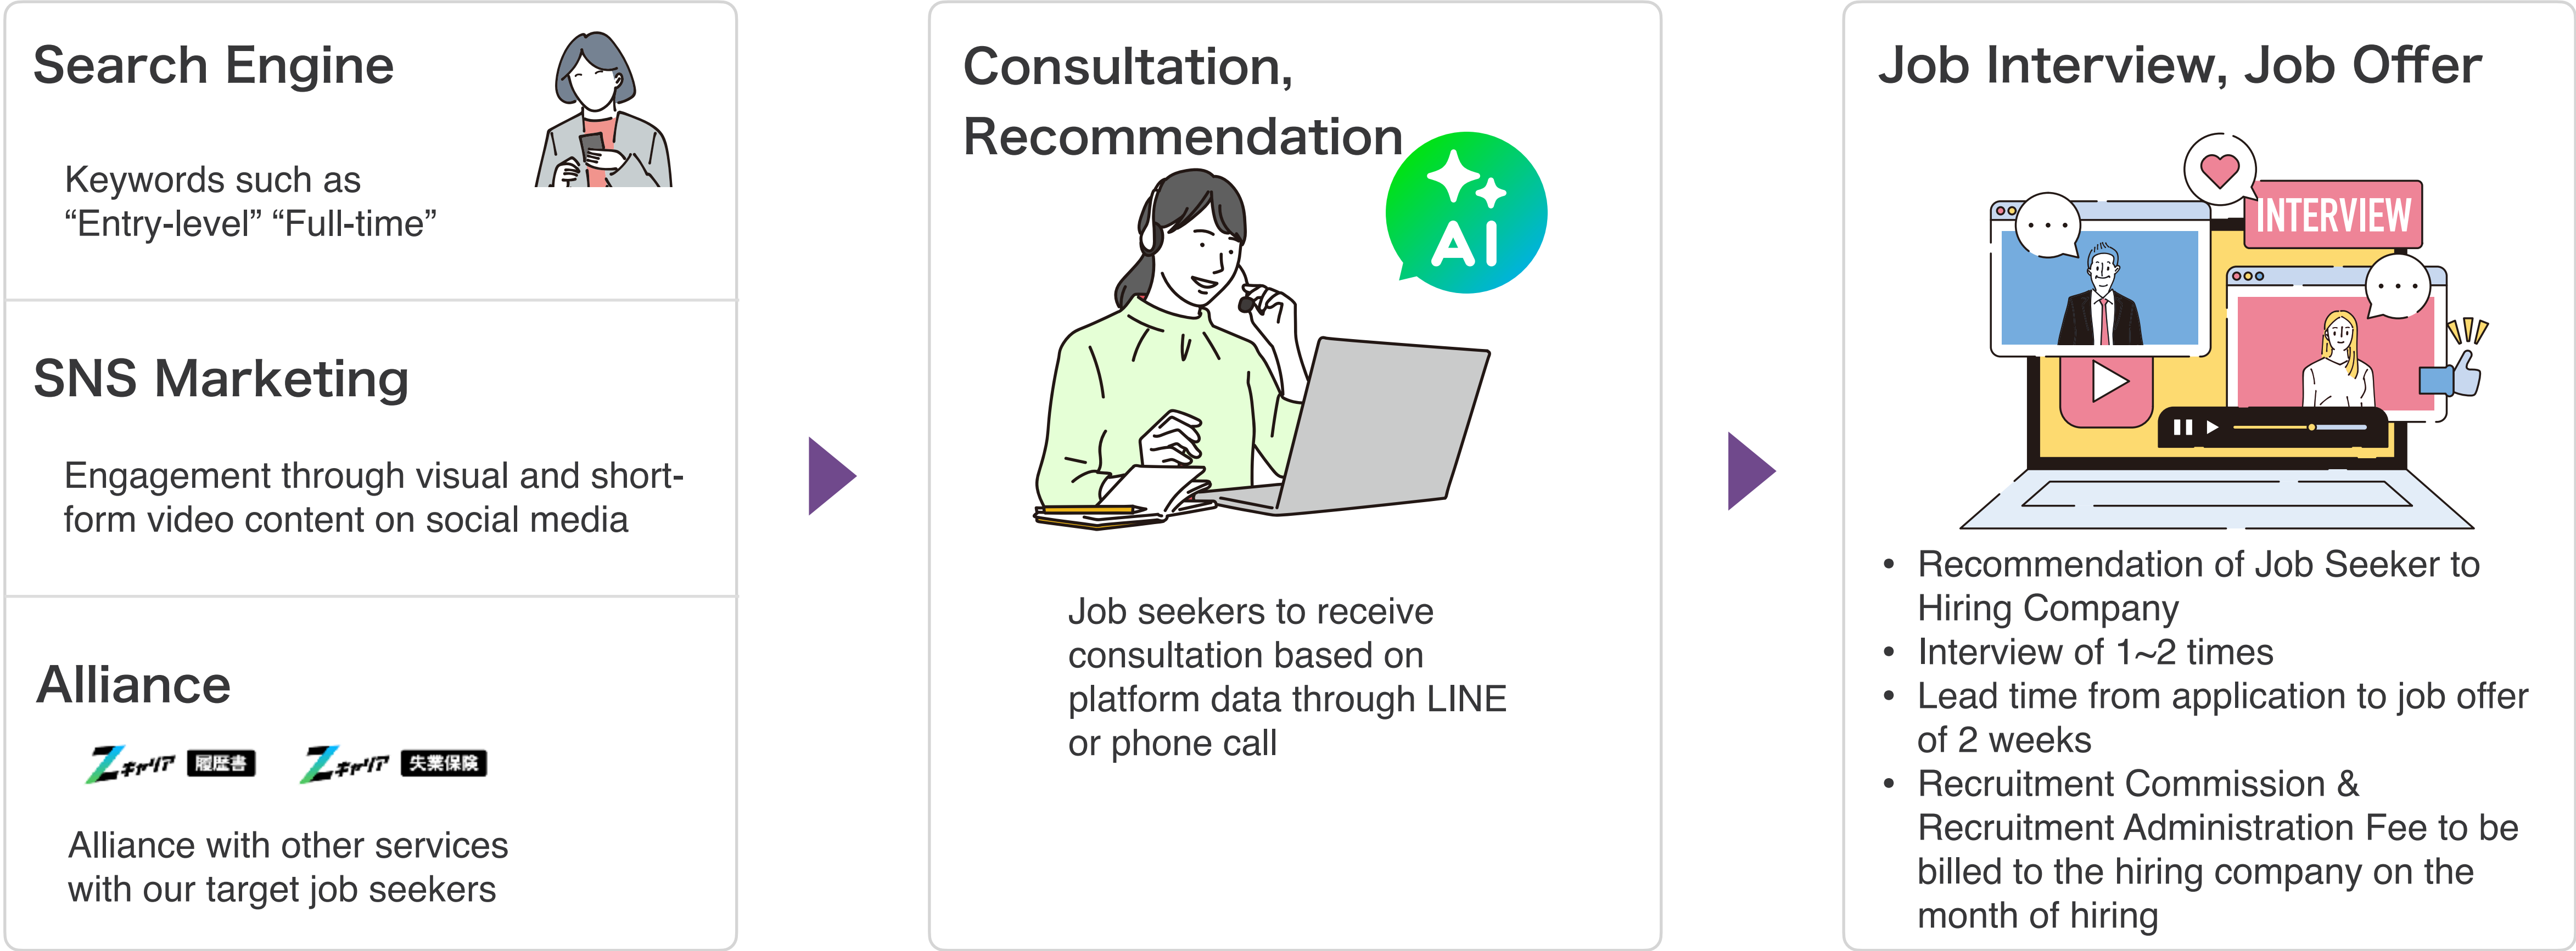 Search Engine
Keywords such as
“Entry-level” “Full-time”
SNS Marketing
Engagement through visual and short-
form video content on social media
Alliance
Zキャリア 履歴書
Zキャリア 失業保険
Alliance with other services
with our target job seekers
Consultation,
Recommendation
AI
Job seekers to receive
consultation based on
platform data through LINE
or phone call
Job Interview, Job Offer
INTERVIEW
• Recommendation of Job Seeker to
Hiring Company
• Interview of 1~2 times
• Lead time from application to job offer
of 2 weeks
• Recruitment Commission &
Recruitment Administration Fee to be
billed to the hiring company on the
month of hiring